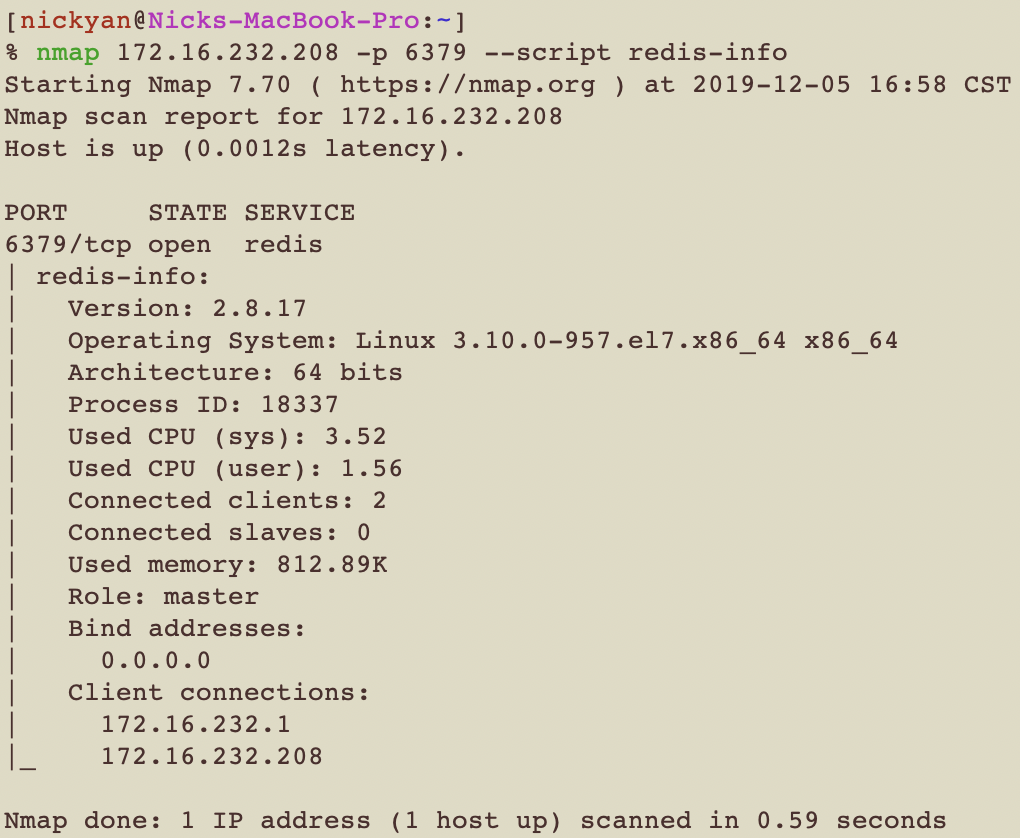 [nickyan@Nicks-MacBook-Pro:~]
% nmap 172.16.232.208 -p 6379 --script redis-info
Starting Nmap 7.70 ( https://nmap.org ) at 2019-12-05 16:58 CST
Nmap scan report for 172.16.232.208
Host is up (0.0012s latency).

PORT     STATE SERVICE
6379/tcp open  redis
| redis-info:
|   Version: 2.8.17
|   Operating System: Linux 3.10.0-957.el7.x86_64 x86_64
|   Architecture: 64 bits
|   Process ID: 18337
|   Used CPU (sys): 3.52
|   Used CPU (user): 1.56
|   Connected clients: 2
|   Connected slaves: 0
|   Used memory: 812.89K
|   Role: master
|   Bind addresses:
|     0.0.0.0
|   Client connections:
|     172.16.232.1
|_    172.16.232.208

Nmap done: 1 IP address (1 host up) scanned in 0.59 seconds